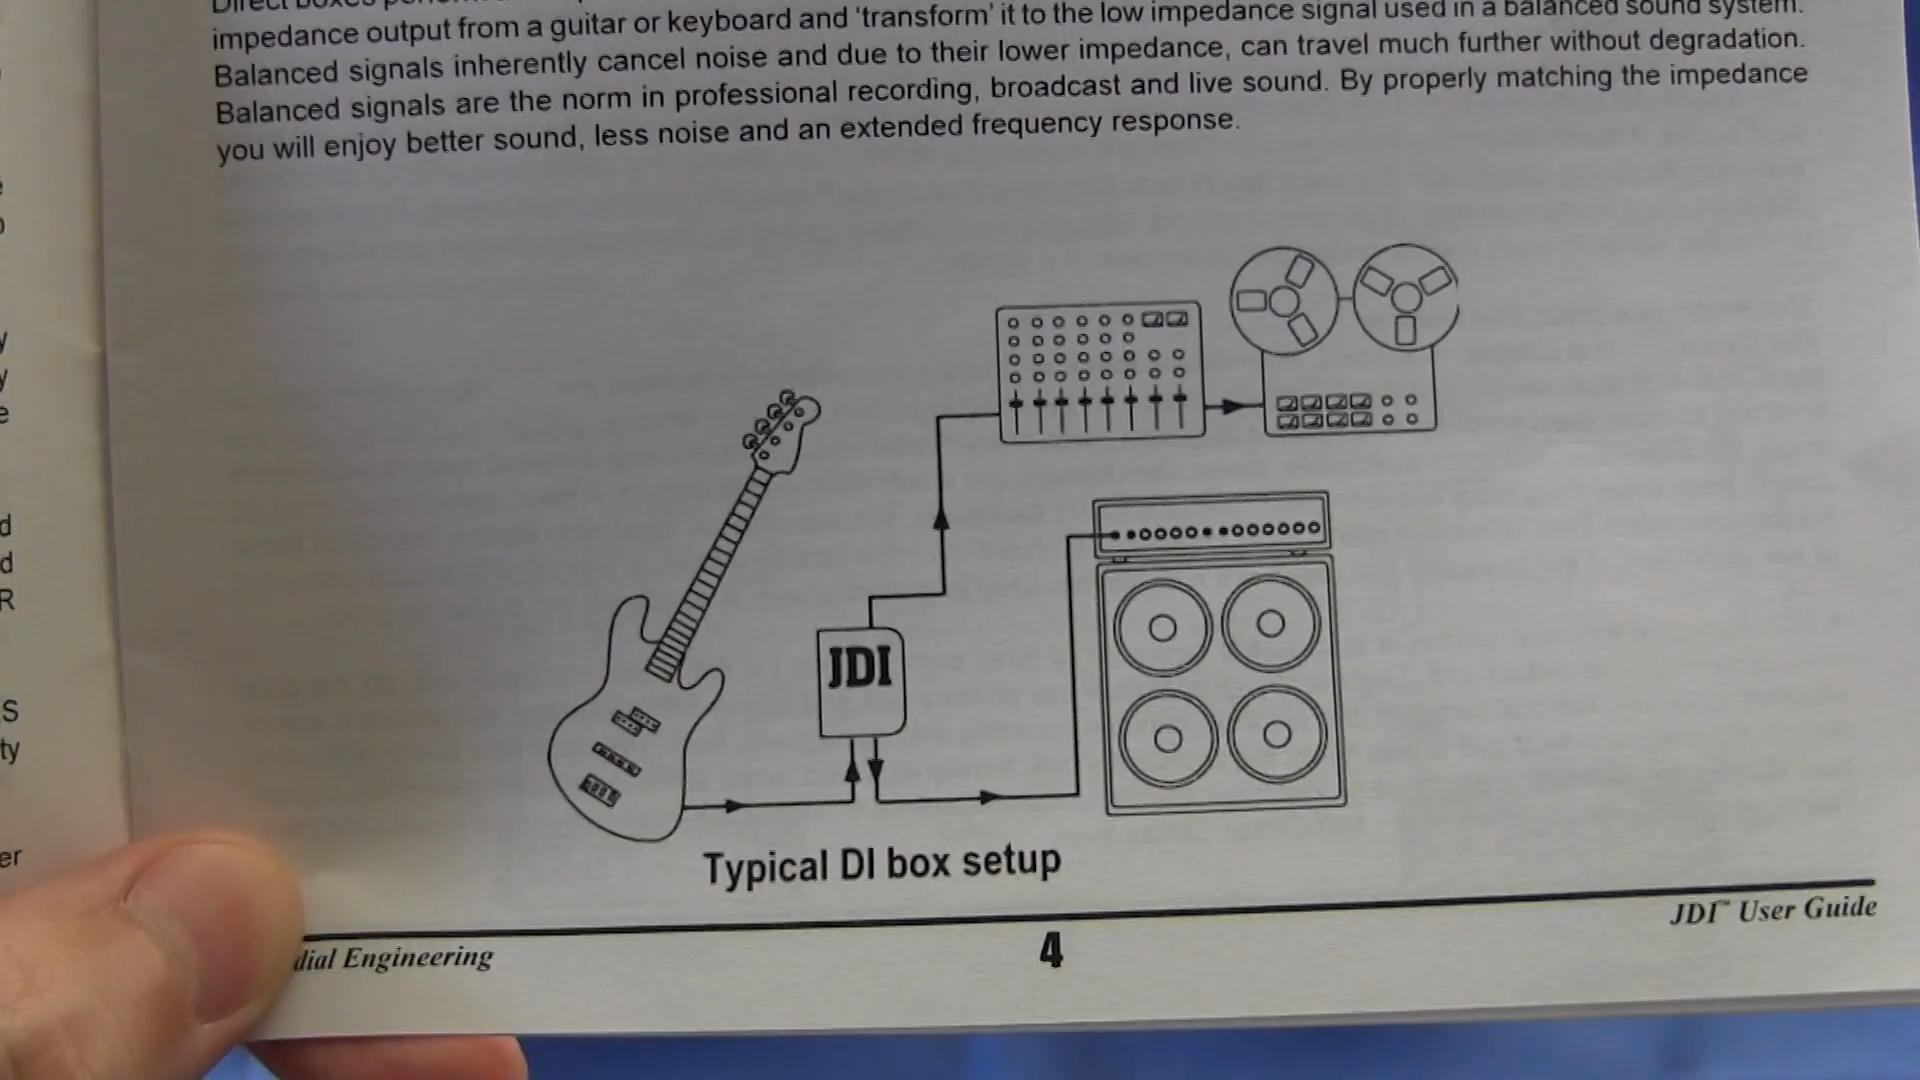 Direct boxes
impedance output from a guitar or keyboard and 'transform' it to the low impedance signal used in a balanced sound system.
Balanced signals inherently cancel noise and due to their lower impedance, can travel much further without degradation.
Balanced signals are the norm in professional recording, broadcast and live sound. By properly matching the impedance
you will enjoy better sound, less noise and an extended frequency response.
JDI
Typical DI box setup
dial Engineering
4
JDI™ User Guide
y
y
e
d
d
R
S
ty
er